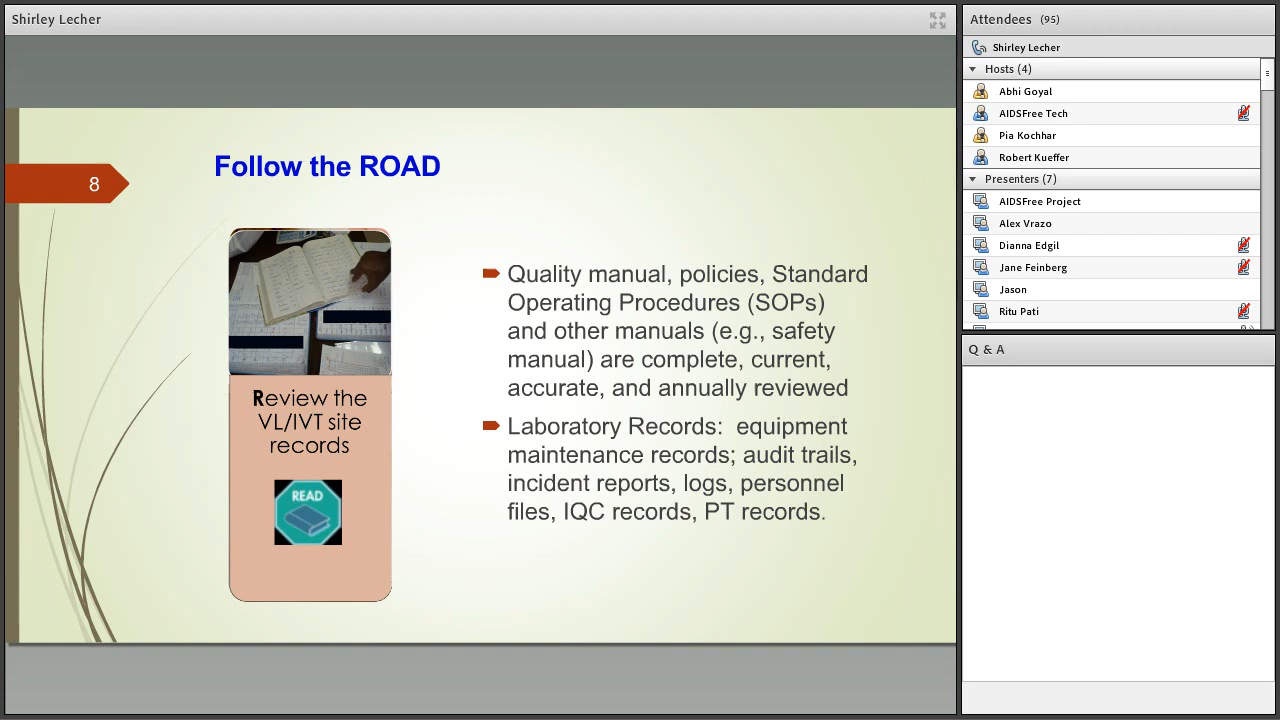 Shirley Lecher
8
Follow the ROAD
Review the
VL/IVT site
records
READ
Quality manual, policies, Standard
Operating Procedures (SOPs)
and other manuals (e.g., safety
manual) are complete, current,
accurate, and annually reviewed
Laboratory Records: equipment
maintenance records; audit trails,
incident reports, logs, personnel
files, IQC records, PT records.
Attendees (95)
Shirley Lecher
Hosts (4)
Abhi Goyal
AIDSFree Tech
Pia Kochhar
Robert Kueffer
Presenters (7)
AIDSFree Project
Alex Vrazo
Dianna Edgil
Jane Feinberg
Jason
Ritu Pati
Q & A